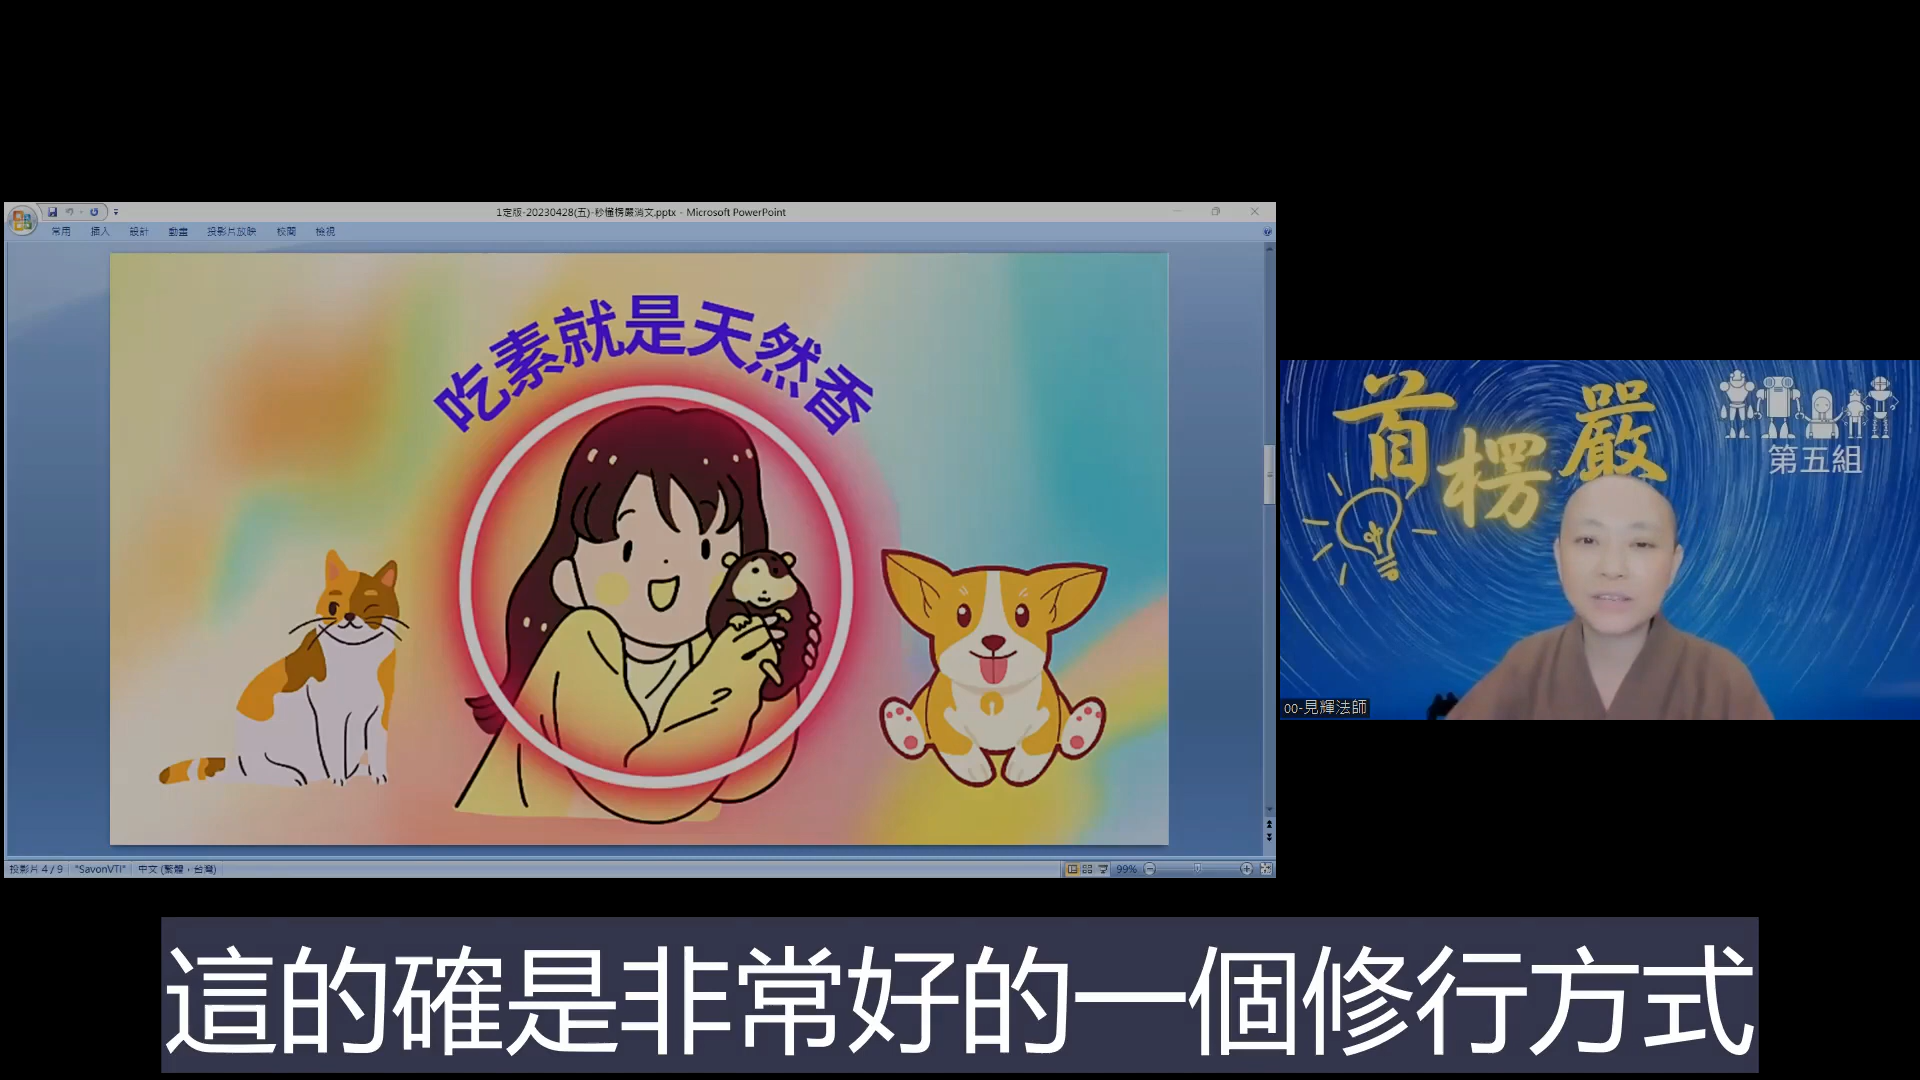 1定版-20230428(五)-秒懂楞嚴消文.pptx - Microsoft PowerPoint
常用 插入 設計 動畫 投影片放映 校閱 檢視
吃素就是天然香
首楞嚴
第五組
00-見輝法師
投影片 4 / 9 "SavonVTI" 中文 (繁體，台灣) 99%
這的確是非常好的一個修行方式